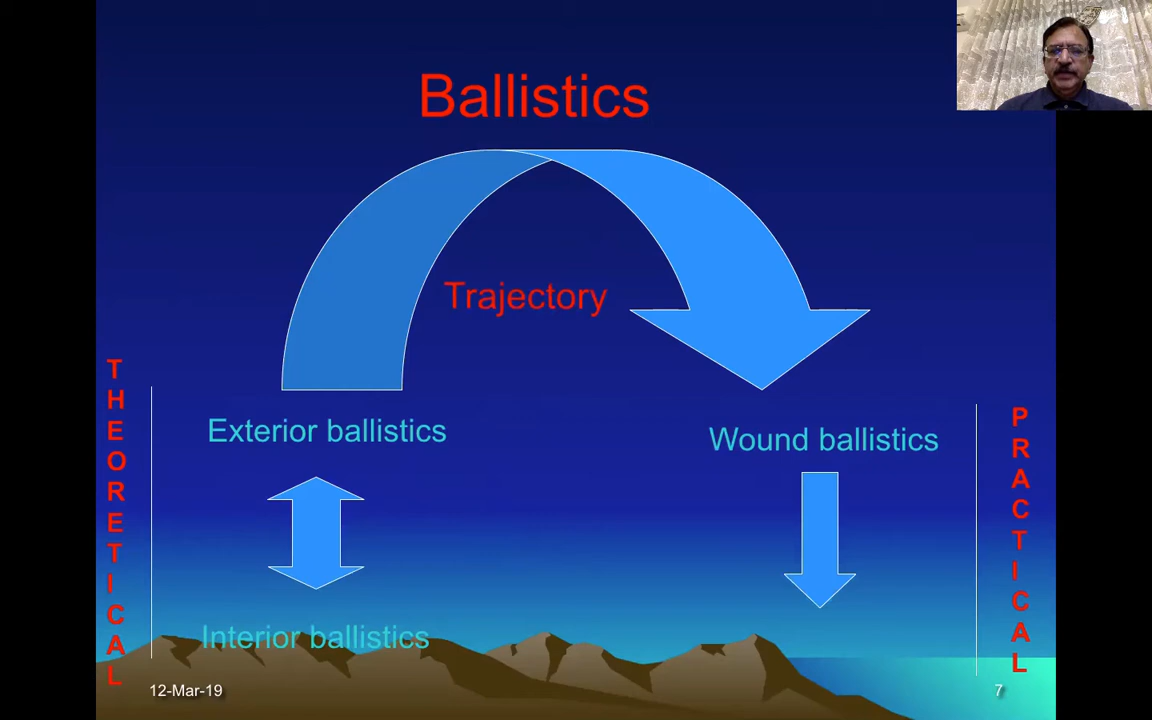 Ballistics
Trajectory
THEORETICAL
Exterior ballistics
Wound ballistics
PRACTICAL
Interior ballistics
12-Mar-19
7